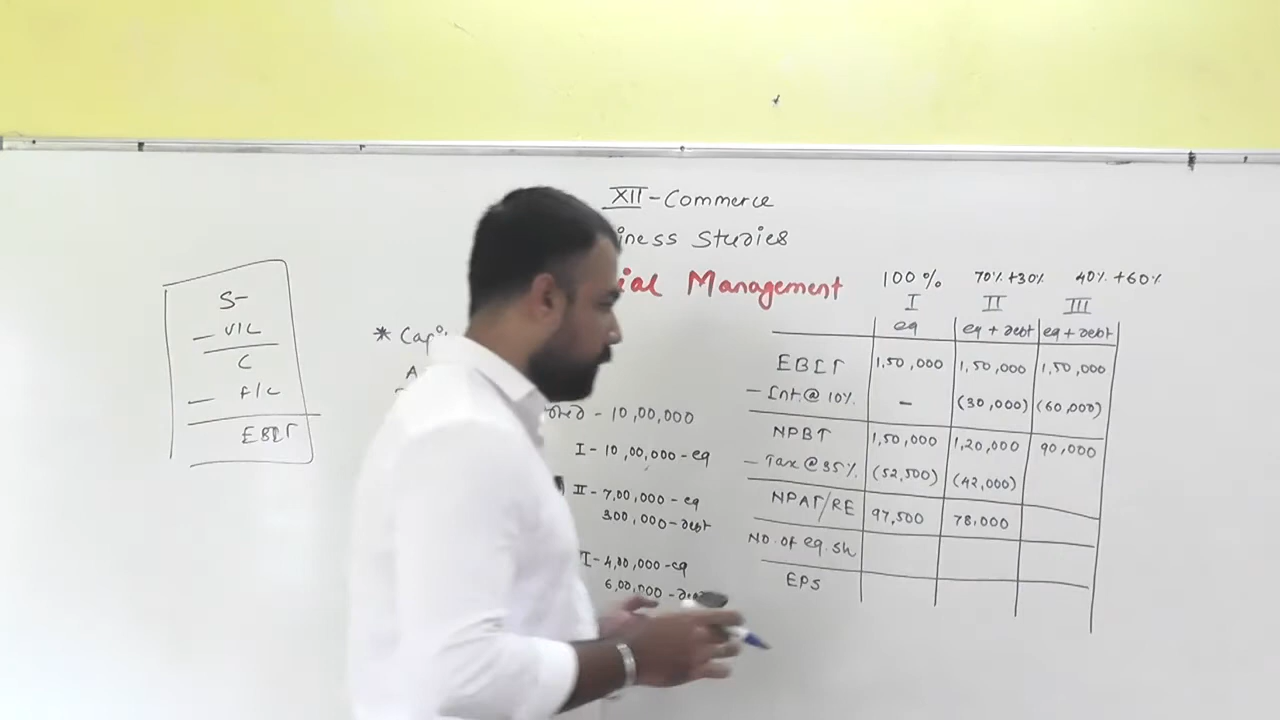 XII - Commerce
iness Studies
ial Management
S-
- V/C
C
- F/C
EBIT
* Cap
A
- 10,00,000
I - 10,00,000 - eq
II - 7,00,000 - eq
300,000 - debt
I - 4,00,000 - eq
6,00,000 - debt
100% 70% + 30% 40% + 60%
I II III
eq eq + debt eq + debt
EBIT 1,50,000 1,50,000 1,50,000
- Int. @ 10% - (30,000) (60,000)
NPBT 1,50,000 1,20,000 90,000
- Tax @ 35% (52,500) (42,000)
NPAT/RE 97,500 78,000
No. of eq. sh
EPS